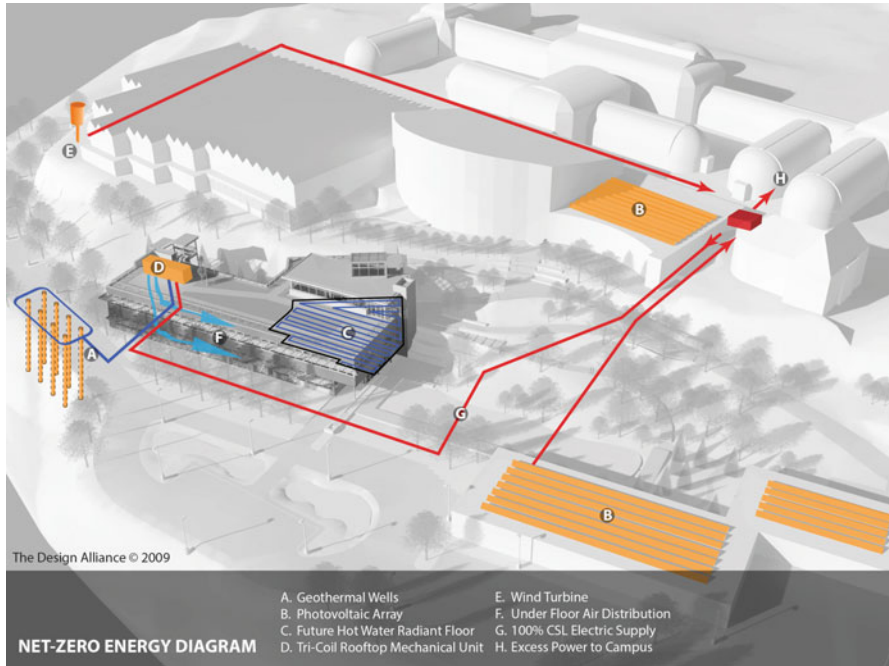 E
H
B
D
C
F
A
G
B
The Design Alliance © 2009
NET-ZERO ENERGY DIAGRAM
A. Geothermal Wells
B. Photovoltaic Array
C. Future Hot Water Radiant Floor
D. Tri-Coil Rooftop Mechanical Unit
E. Wind Turbine
F. Under Floor Air Distribution
G. 100% CSL Electric Supply
H. Excess Power to Campus